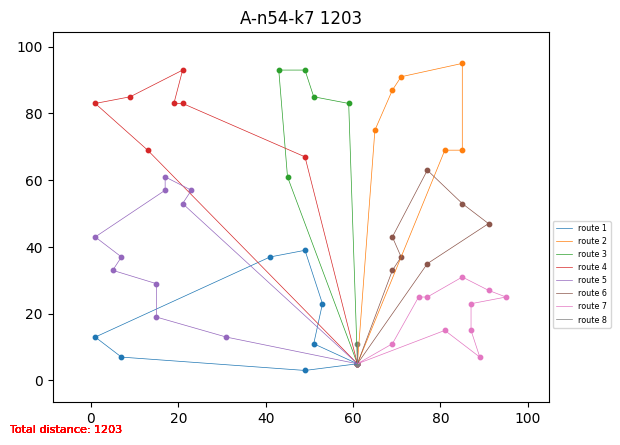 A-n54-k7 1203
100
80
60
40
20
0
0 20 40 60 80 100
route 1
route 2
route 3
route 4
route 5
route 6
route 7
route 8
Total distance: 1203